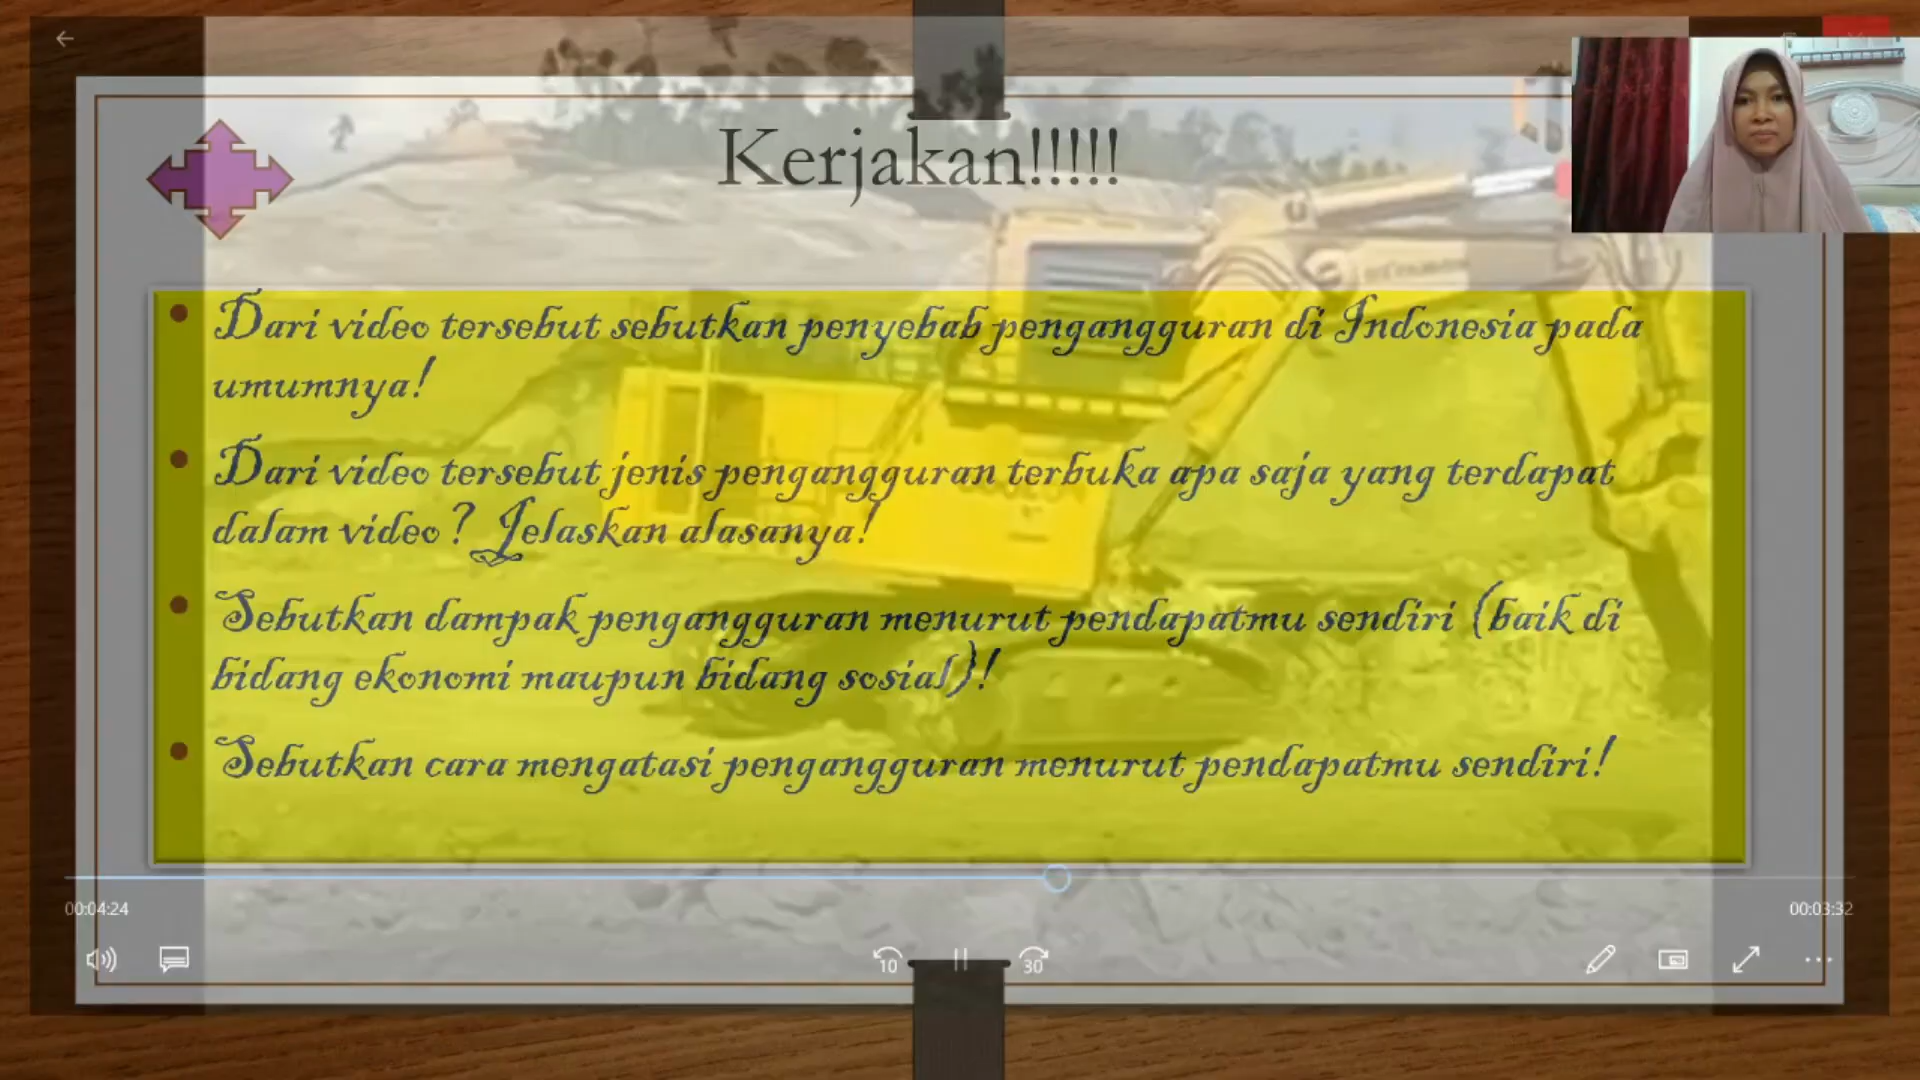 Kerjakan!!!!!
Dari video tersebut sebutkan penyebab pengangguran di Indonesia pada
umumnya!
Dari video tersebut jenis pengangguran terbuka apa saja yang terdapat
dalam video? Jelaskan alasanya!
Sebutkan dampak pengangguran menurut pendapatmu sendiri (baik di
bidang ekonomi maupun bidang sosial)!
Sebutkan cara mengatasi pengangguran menurut pendapatmu sendiri!
00:04:24
00:03:32
10
30